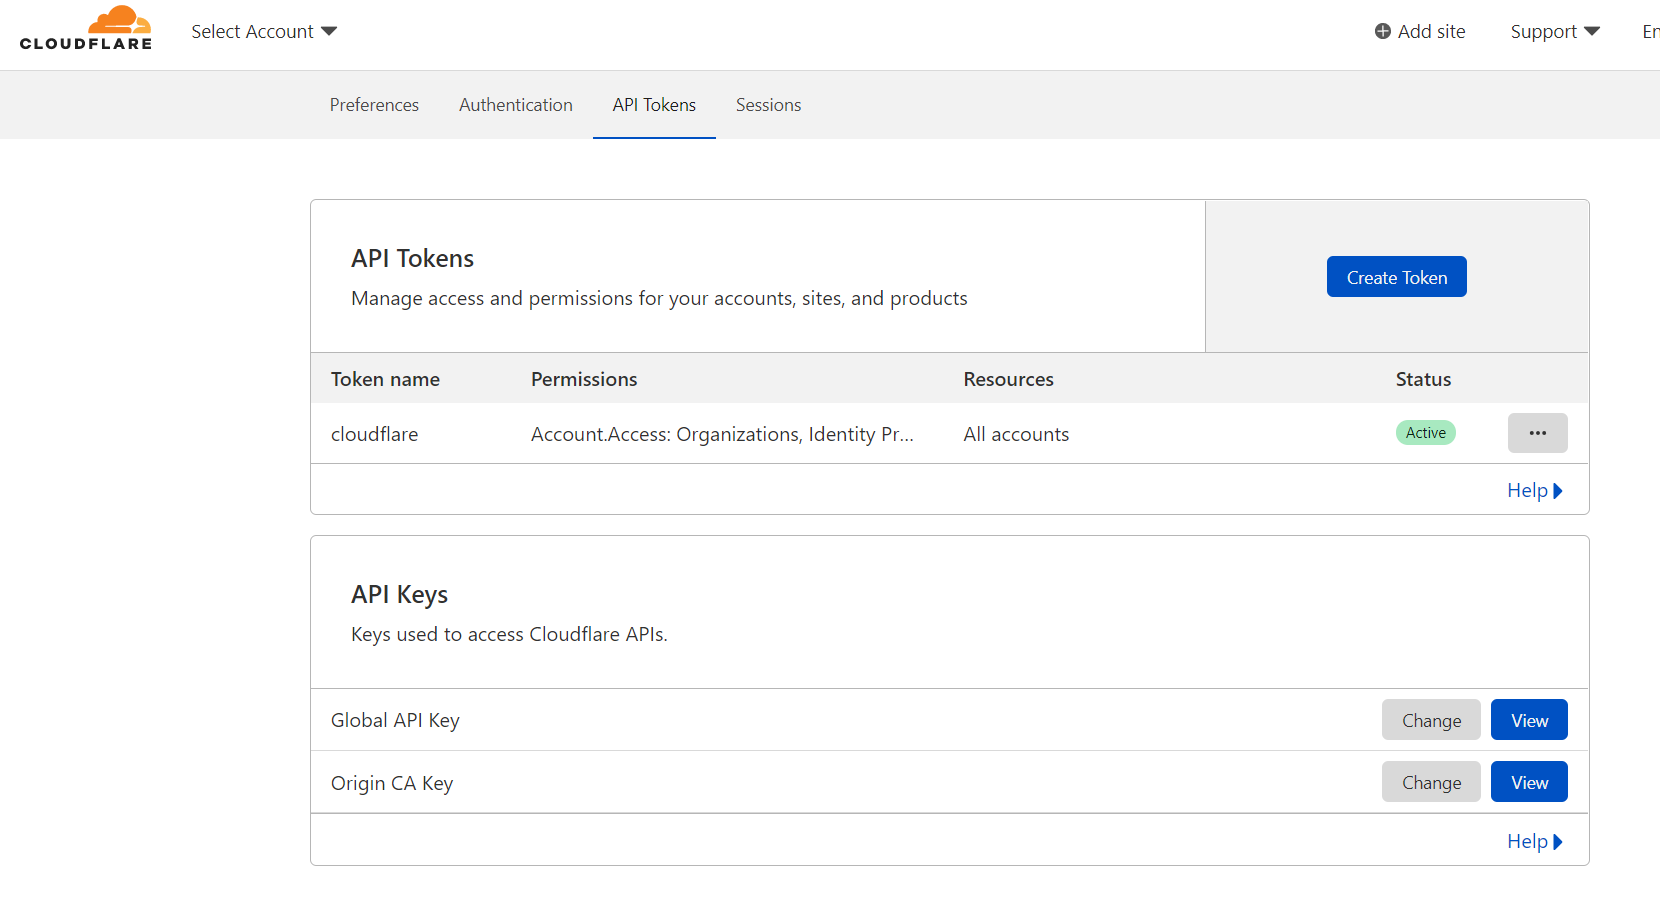 CLOUDFLARE Select Account Add site Support En
Preferences Authentication API Tokens Sessions
API Tokens
Manage access and permissions for your accounts, sites, and products
Create Token
Token name Permissions Resources Status
cloudflare Account.Access: Organizations, Identity Pr... All accounts Active ...
Help
API Keys
Keys used to access Cloudflare APIs.
Global API Key Change View
Origin CA Key Change View
Help